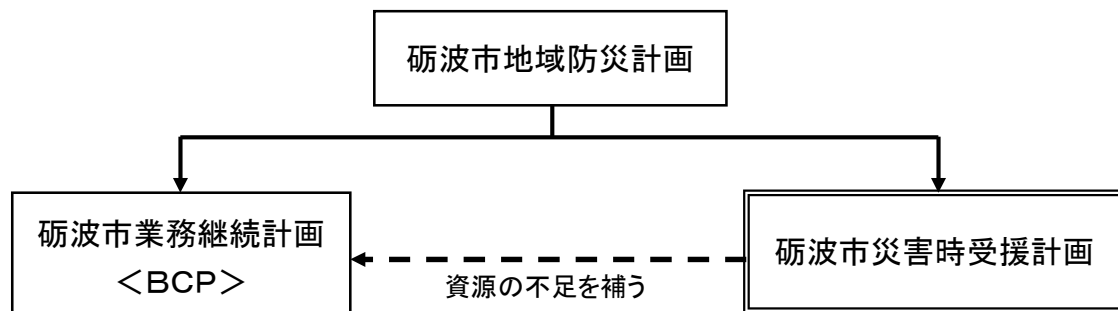 砺波市地域防災計画
砺波市業務継続計画
＜ＢＣＰ＞
資源の不足を補う
砺波市災害時受援計画